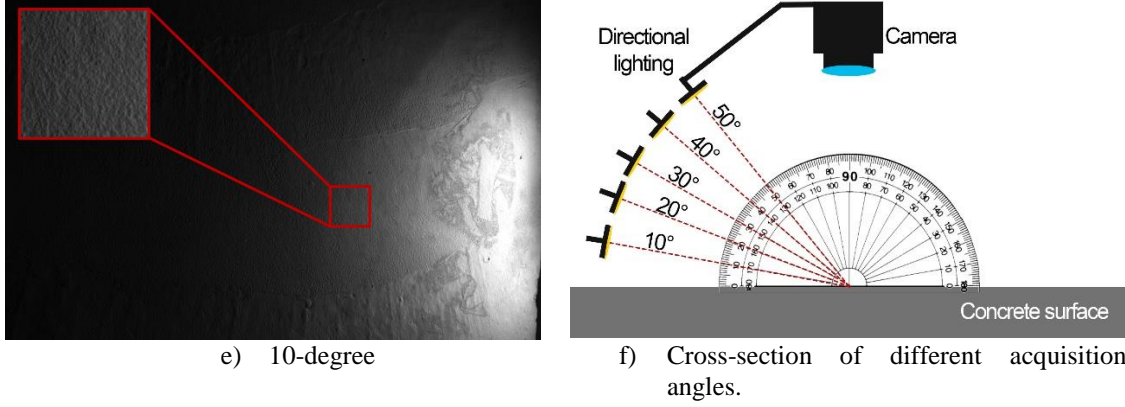 Directional
lighting
Camera
50°
40°
30°
20°
10°
90
Concrete surface
e) 10-degree
f) Cross-section of different acquisition
angles.